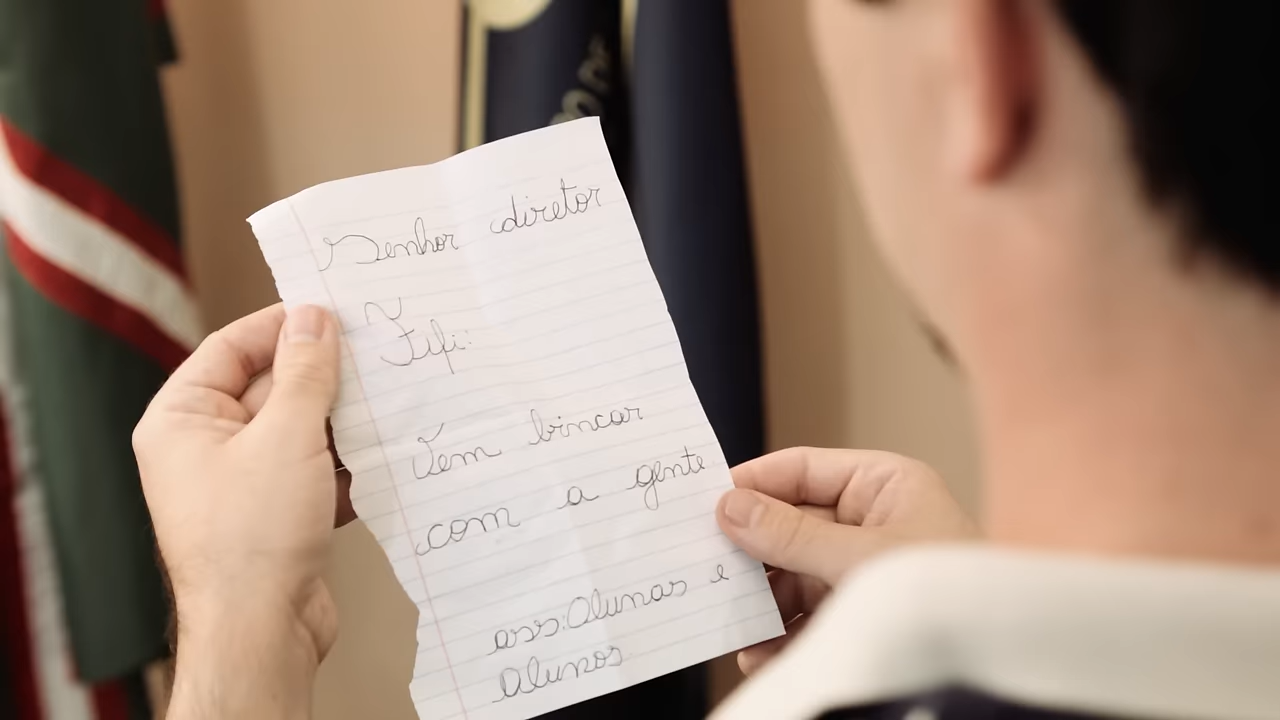 Senhor diretor
Fifi:
Vem brincar
com a gente
ass: Alunas e
Alunos